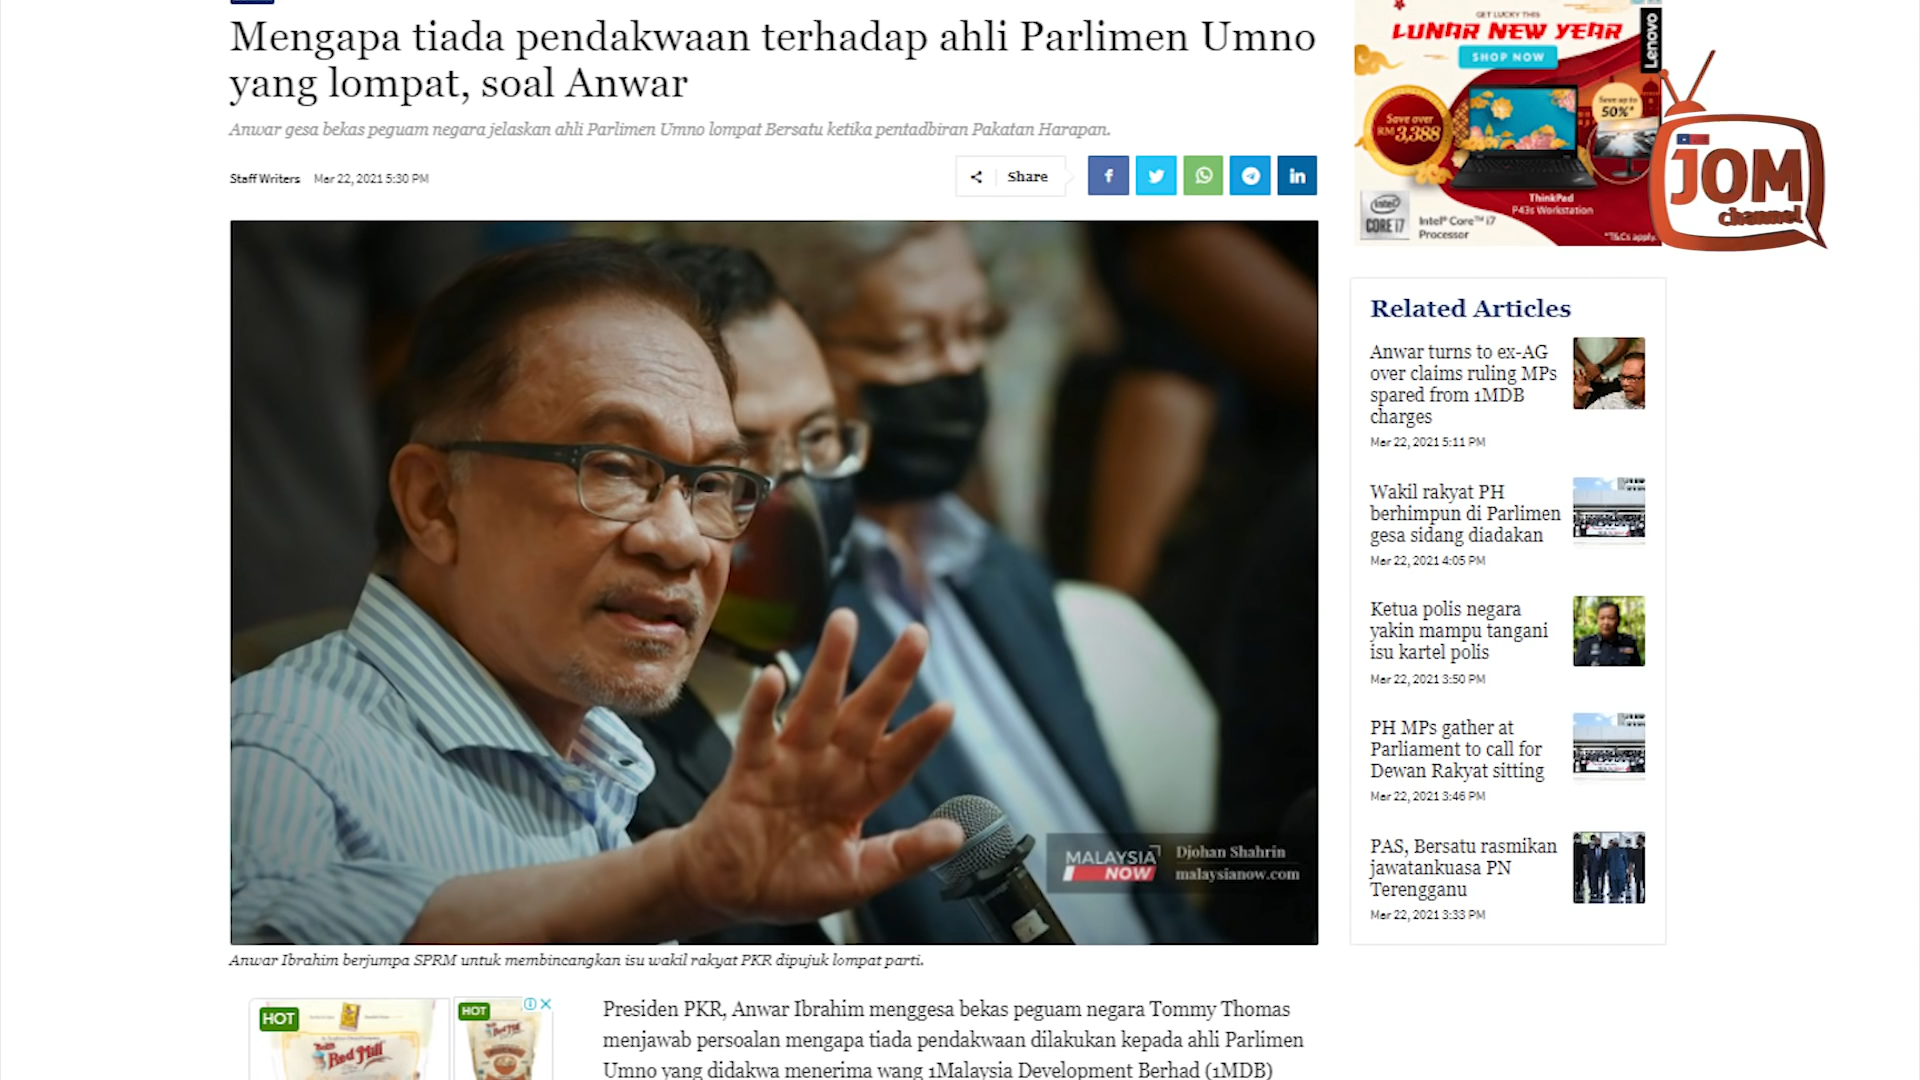 Mengapa tiada pendakwaan terhadap ahli Parlimen Umno
yang lompat, soal Anwar
Anwar gesa bekas peguam negara jelaskan ahli Parlimen Umno lompat Bersatu ketika pentadbiran Pakatan Harapan.
Staff Writers Mar 22, 2021 5:30 PM
Share
MALAYSIA
NOW
Djohan Shahrin
malaysianow.com
Anwar Ibrahim berjumpa SPRM untuk membincangkan isu wakil rakyat PKR dipujuk lompat parti.
HOT
Bob's
Red Mill
HOT
Presiden PKR, Anwar Ibrahim menggesa bekas peguam negara Tommy Thomas
menjawab persoalan mengapa tiada pendakwaan dilakukan kepada ahli Parlimen
Umno yang didakwa menerima wang 1Malaysia Development Berhad (1MDB)
GET LUCKY THIS
LUNAR NEW YEAR
SHOP NOW
Lenovo
Save over
RM 3,388
Save up to
50%*
ThinkPad
P43s Workstation
intel
CORE i7
Intel® Core™ i7
Processor
*T&Cs apply.
JOM
channel
Related Articles
Anwar turns to ex-AG
over claims ruling MPs
spared from 1MDB
charges
Mar 22, 2021 5:11 PM
Wakil rakyat PH
berhimpun di Parlimen
gesa sidang diadakan
Mar 22, 2021 4:05 PM
Ketua polis negara
yakin mampu tangani
isu kartel polis
Mar 22, 2021 3:50 PM
PH MPs gather at
Parliament to call for
Dewan Rakyat sitting
Mar 22, 2021 3:46 PM
PAS, Bersatu rasmikan
jawatankuasa PN
Terengganu
Mar 22, 2021 3:33 PM